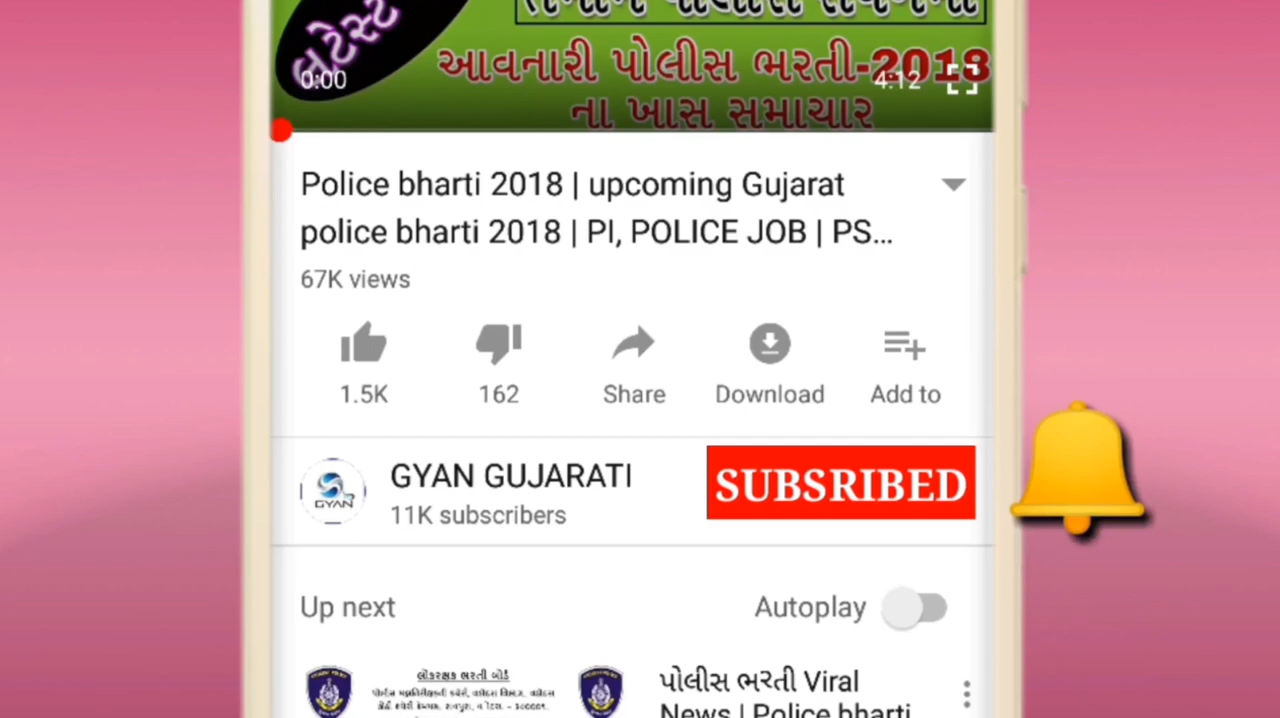 લેટેસ્ટ
આવનારી પોલીસ ભરતી-2018
ના ખાસ સમાચાર
0:00
4:12
Police bharti 2018 | upcoming Gujarat
police bharti 2018 | PI, POLICE JOB | PS...
67K views
1.5K 162 Share Download Add to
GYAN
GYAN GUJARATI
11K subscribers
SUBSRIBED
Up next
Autoplay
લોકરક્ષક ભરતી બોર્ડ
પોલીસ ભરતી Viral
News | Police bharti